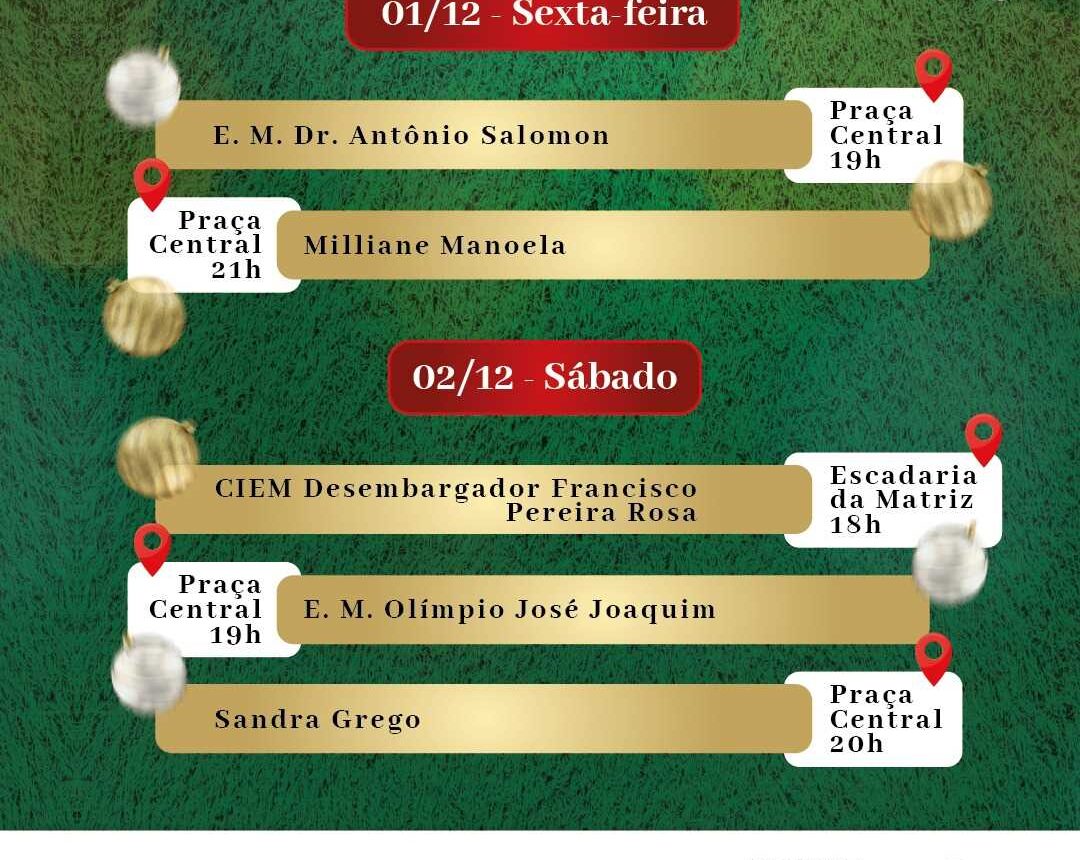 01/12 - Sexta-feira
E. M. Dr. Antônio Salomon
Praça
Central
19h
Praça
Central
21h
Milliane Manoela
02/12 - Sábado
CIEM Desembargador Francisco
Pereira Rosa
Escadaria
da Matriz
18h
Praça
Central
19h
E. M. Olímpio José Joaquim
Sandra Grego
Praça
Central
20h